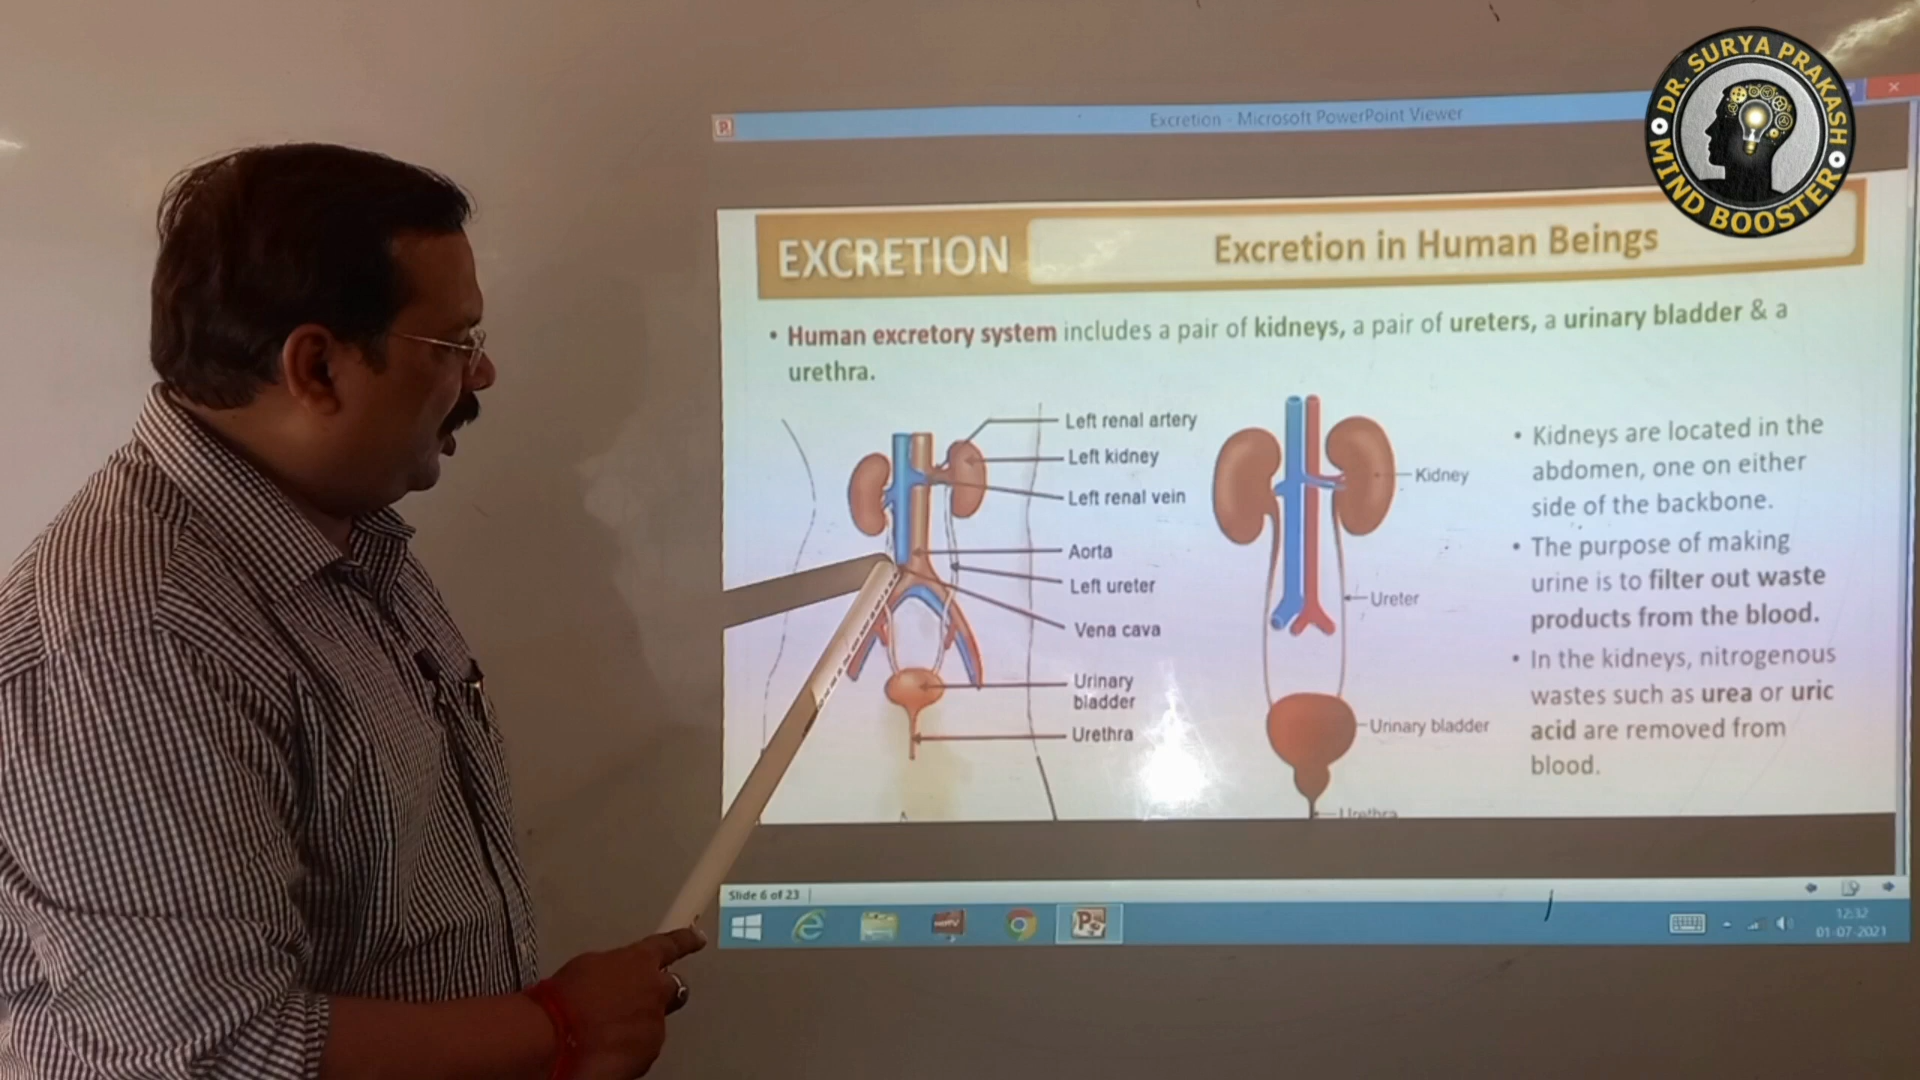 DR. SURYA PRAKASH
MIND BOOSTER
Excretion - Microsoft PowerPoint Viewer
EXCRETION
Excretion in Human Beings
• Human excretory system includes a pair of kidneys, a pair of ureters, a urinary bladder & a
urethra.
Left renal artery
Left kidney
Left renal vein
Aorta
Left ureter
Vena cava
Urinary
bladder
Urethra
Kidney
Ureter
Urinary bladder
Urethra
• Kidneys are located in the
abdomen, one on either
side of the backbone.
• The purpose of making
urine is to filter out waste
products from the blood.
• In the kidneys, nitrogenous
wastes such as urea or uric
acid are removed from
blood.
Slide 6 of 23
12:32
01-07-2021